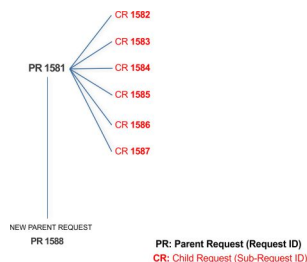 CR 1582
CR 1583
PR 1581
CR 1584
CR 1585
CR 1586
CR 1587
NEW PARENT REQUEST
PR 1588
PR: Parent Request (Request ID)
CR: Child Request (Sub-Request ID)